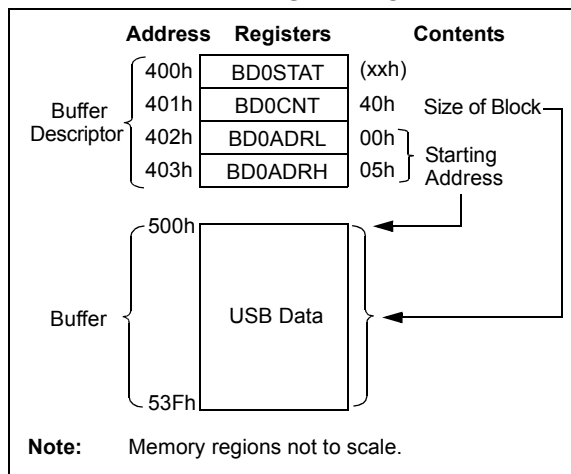 Address Registers Contents
400h BD0STAT (xxh)
401h BD0CNT 40h Size of Block
Buffer Descriptor
402h BD0ADRL 00h
403h BD0ADRH 05h
Starting Address
500h
Buffer USB Data
53Fh
Note: Memory regions not to scale.